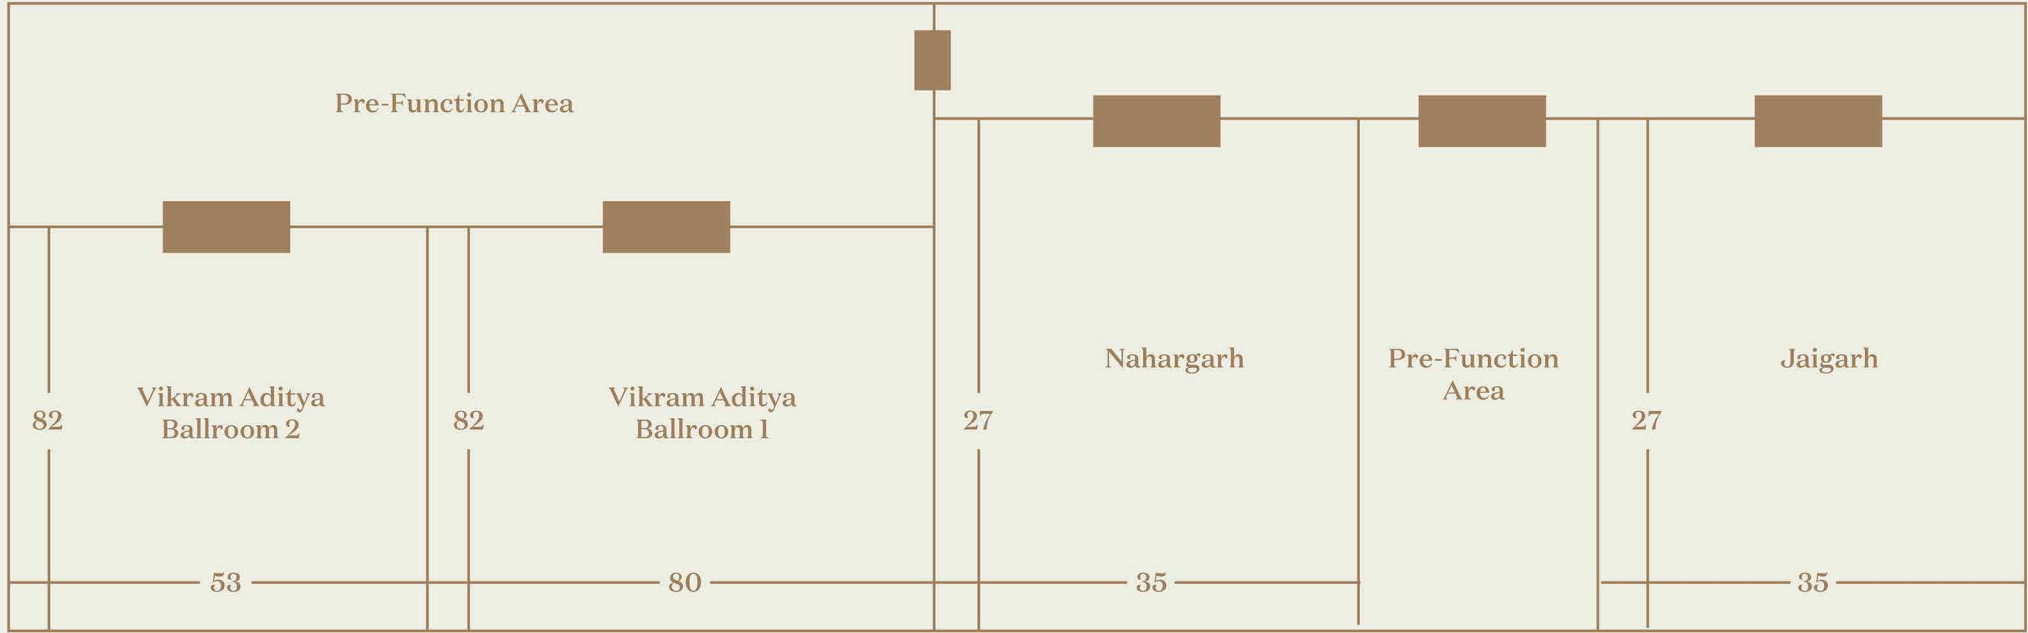 Pre-Function Area
Vikram Aditya
Ballroom 2
Vikram Aditya
Ballroom 1
Nahargarh
Pre-Function
Area
Jaigarh
82
82
27
27
53
80
35
35